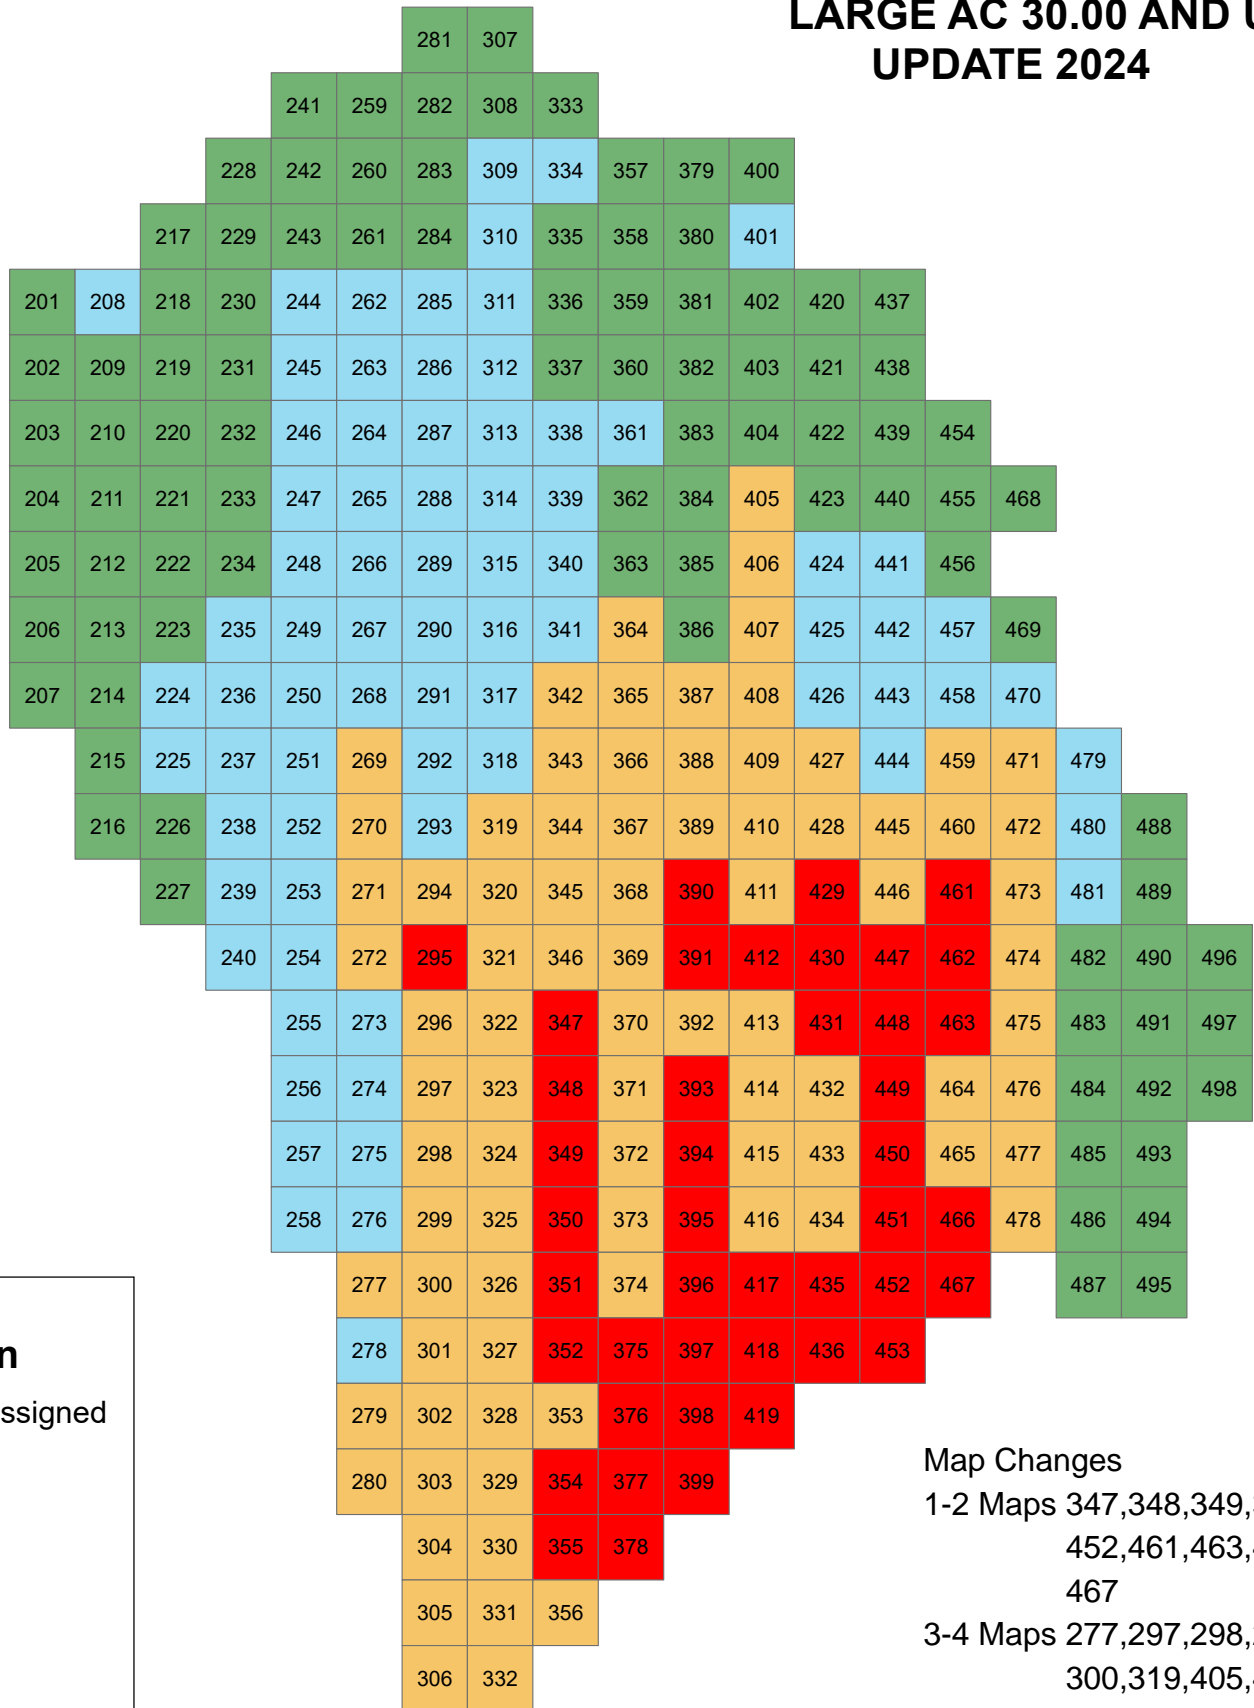 LARGE AC 30.00 AND U
UPDATE 2024
281 307
241 259 282 308 333
228 242 260 283 309 334 357 379 400
217 229 243 261 284 310 335 358 380 401
201 208 218 230 244 262 285 311 336 359 381 402 420 437
202 209 219 231 245 263 286 312 337 360 382 403 421 438
203 210 220 232 246 264 287 313 338 361 383 404 422 439 454
204 211 221 233 247 265 288 314 339 362 384 405 423 440 455 468
205 212 222 234 248 266 289 315 340 363 385 406 424 441 456
206 213 223 235 249 267 290 316 341 364 386 407 425 442 457 469
207 214 224 236 250 268 291 317 342 365 387 408 426 443 458 470
215 225 237 251 269 292 318 343 366 388 409 427 444 459 471 479
216 226 238 252 270 293 319 344 367 389 410 428 445 460 472 480 488
227 239 253 271 294 320 345 368 390 411 429 446 461 473 481 489
240 254 272 295 321 346 369 391 412 430 447 462 474 482 490 496
255 273 296 322 347 370 392 413 431 448 463 475 483 491 497
256 274 297 323 348 371 393 414 432 449 464 476 484 492 498
257 275 298 324 349 372 394 415 433 450 465 477 485 493
258 276 299 325 350 373 395 416 434 451 466 478 486 494
277 300 326 351 374 396 417 435 452 467 487 495
278 301 327 352 375 397 418 436 453
279 302 328 353 376 398 419
280 303 329 354 377 399
304 330 355 378
305 331 356
306 332
n
ssigned
Map Changes
1-2 Maps 347,348,349,
452,461,463,
467
3-4 Maps 277,297,298,
300,319,405,